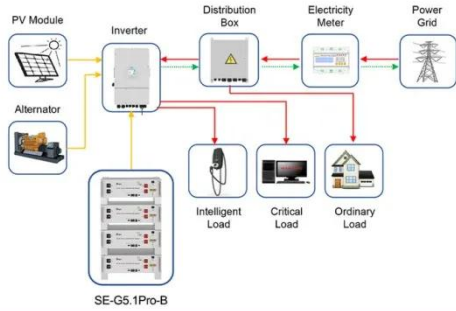 PV Module
Inverter
Distribution
Box
Electricity
Meter
Power
Grid
Alternator
Intelligent
Load
Critical
Load
Ordinary
Load
SE-G5.1Pro-B